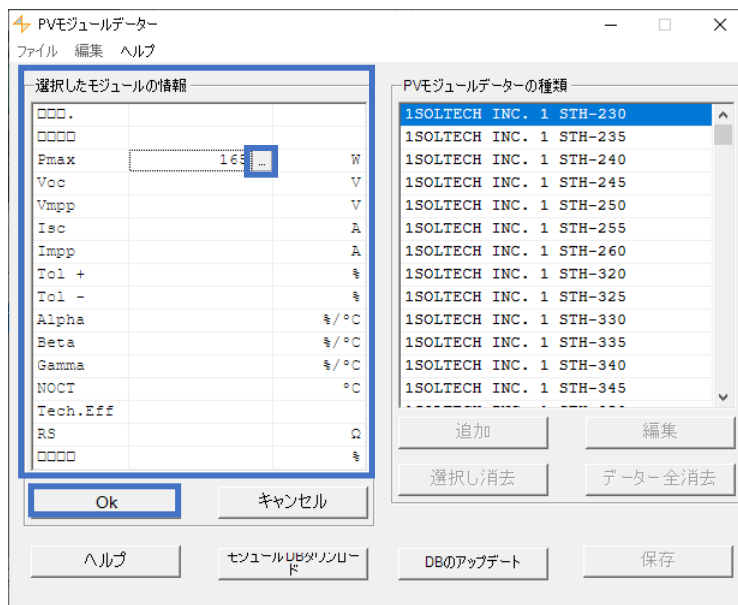 PVモジュールデーター
ファイル 編集 ヘルプ
選択したモジュールの情報
□□□.
□□□□
Pmax 165 ... W
Voc V
Vmpp V
Isc A
Impp A
Tol + %
Tol - %
Alpha %/°C
Beta %/°C
Gamma %/°C
NOCT °C
Tech.Eff
RS Ω
□□□□ %
Ok キャンセル
PVモジュールデーターの種類
1SOLTECH INC. 1 STH-230
1SOLTECH INC. 1 STH-235
1SOLTECH INC. 1 STH-240
1SOLTECH INC. 1 STH-245
1SOLTECH INC. 1 STH-250
1SOLTECH INC. 1 STH-255
1SOLTECH INC. 1 STH-260
1SOLTECH INC. 1 STH-320
1SOLTECH INC. 1 STH-325
1SOLTECH INC. 1 STH-330
1SOLTECH INC. 1 STH-335
1SOLTECH INC. 1 STH-340
1SOLTECH INC. 1 STH-345
追加 編集
選択し消去 データー全消去
ヘルプ モジュールDBダウンロード DBのアップデート 保存